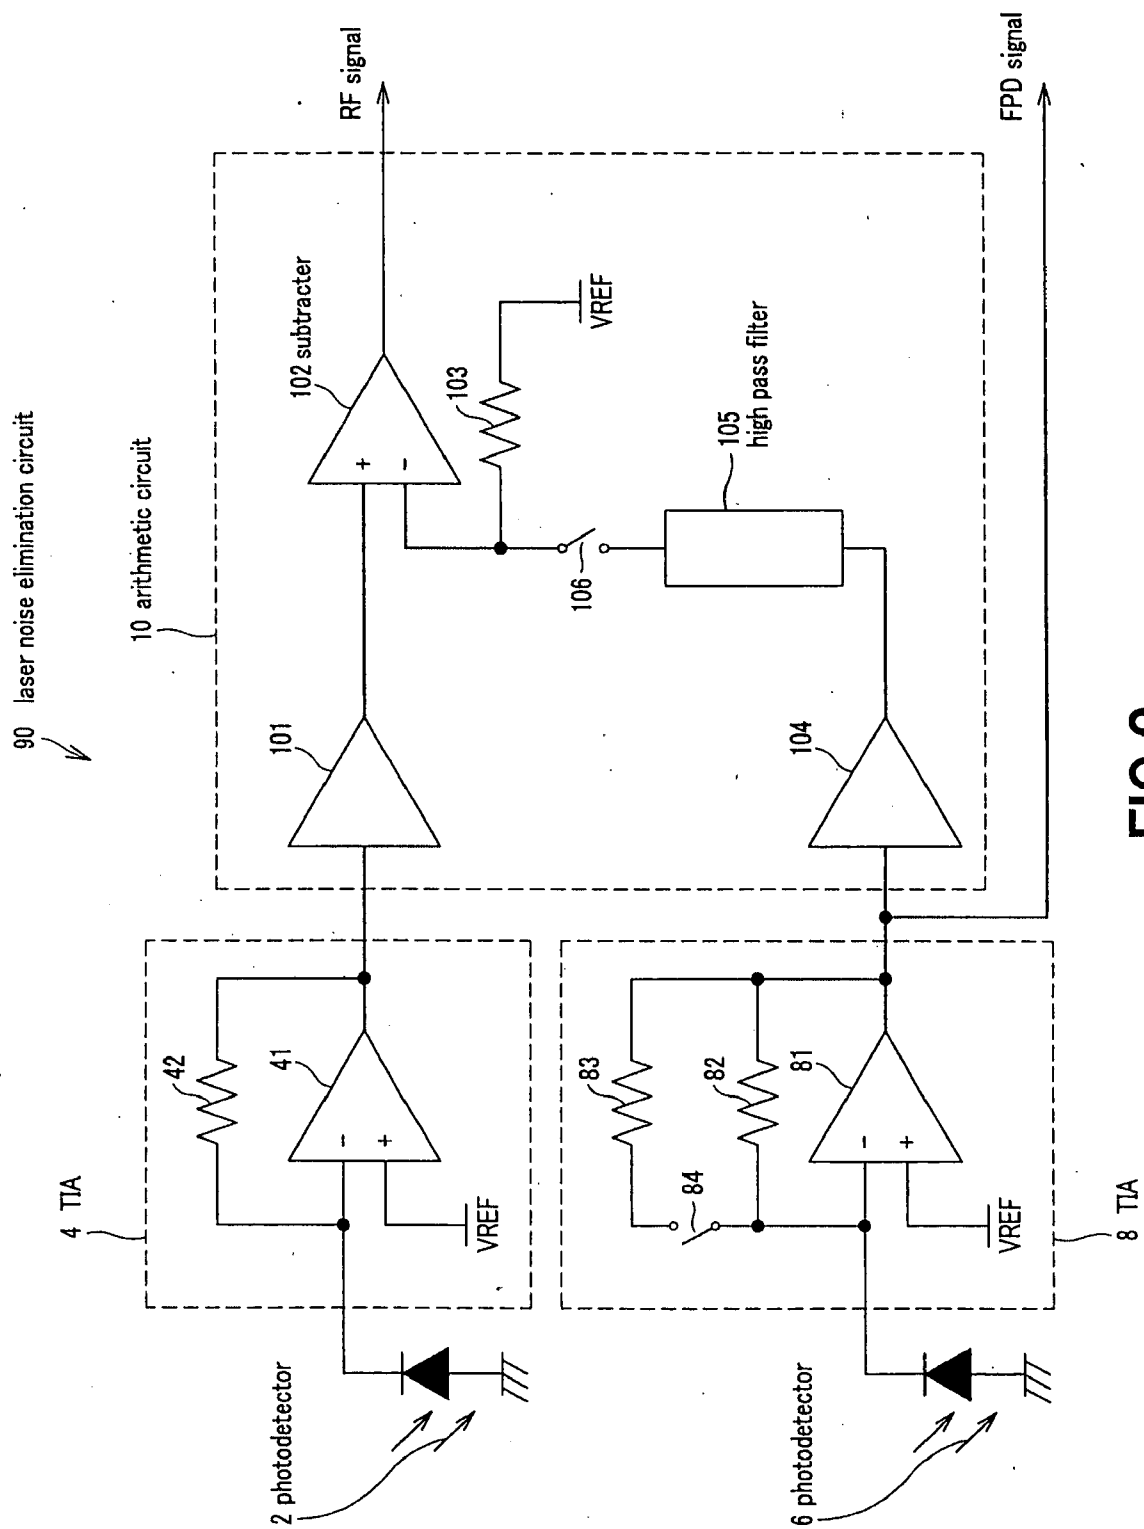 90 laser noise elimination circuit
10 arithmetic circuit
4 TIA
42
41
2 photodetector
101
102 subtracter
+
−
103
VREF
RF signal
106
105
high pass filter
104
−
+
VREF
83
82
84
81
−
+
VREF
8 TIA
6 photodetector
FPD signal